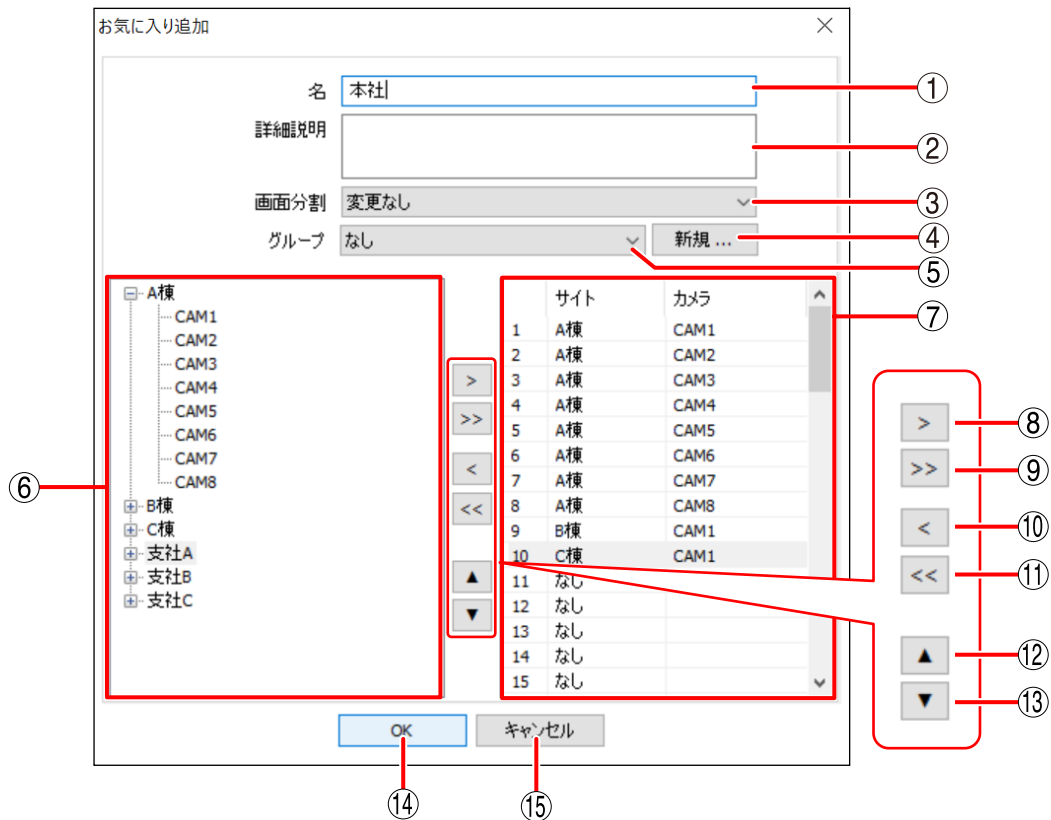 お気に入り追加
名 本社 ①
詳細説明 ②
画面分割 変更なし ③
グループ なし 新規 ... ④
⑤
⑥
A棟
CAM1
CAM2
CAM3
CAM4
CAM5
CAM6
CAM7
CAM8
B棟
C棟
支社A
支社B
支社C
>
>>
<
<<
▲
▼
サイト カメラ ⑦
1 A棟 CAM1
2 A棟 CAM2
3 A棟 CAM3
4 A棟 CAM4
5 A棟 CAM5
6 A棟 CAM6
7 A棟 CAM7
8 A棟 CAM8
9 B棟 CAM1
10 C棟 CAM1
11 なし
12 なし
13 なし
14 なし
15 なし
> ⑧
>> ⑨
< ⑩
<< ⑪
▲ ⑫
▼ ⑬
OK キャンセル
⑭ ⑮